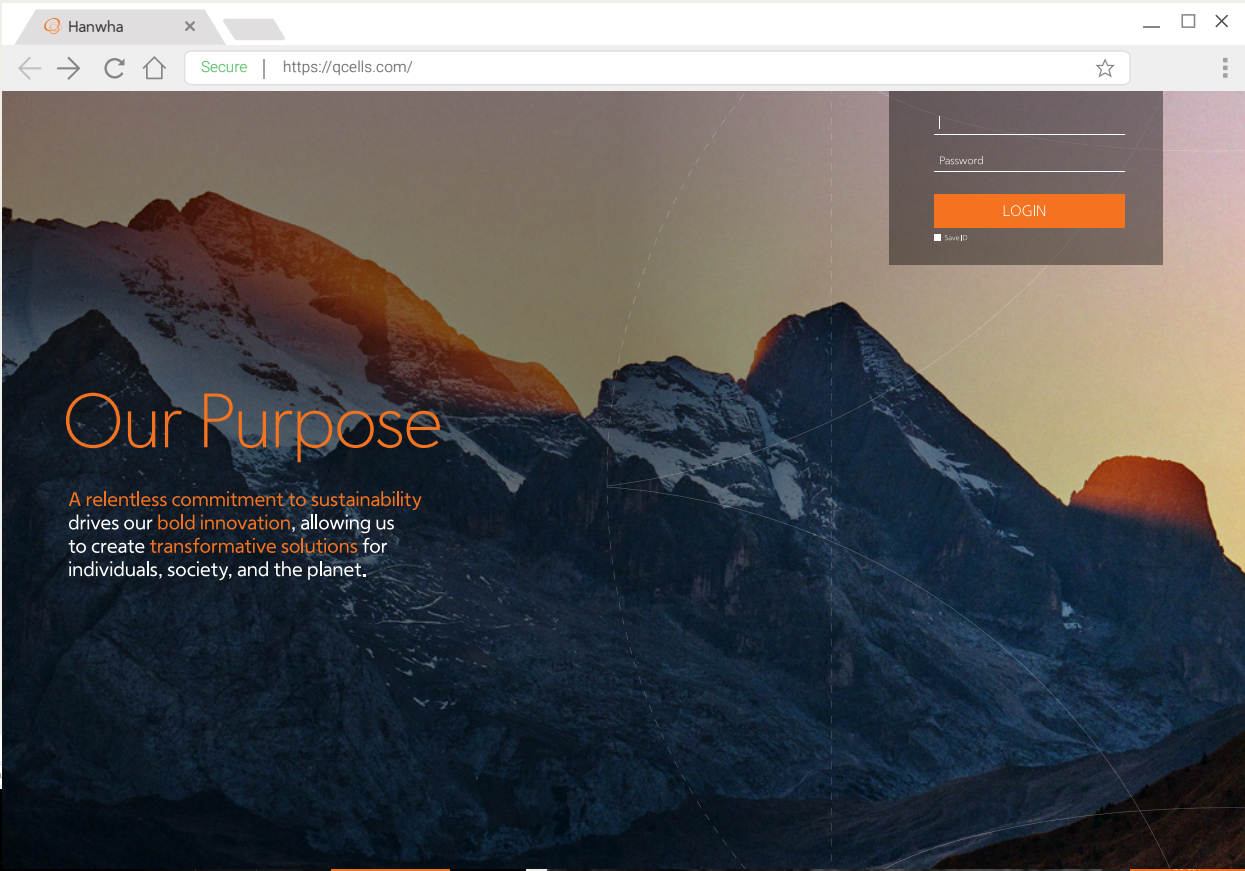 Hanwha
Secure | https://qcells.com/
Password
LOGIN
Save ID
Our Purpose
A relentless commitment to sustainability
drives our bold innovation, allowing us
to create transformative solutions for
individuals, society, and the planet.